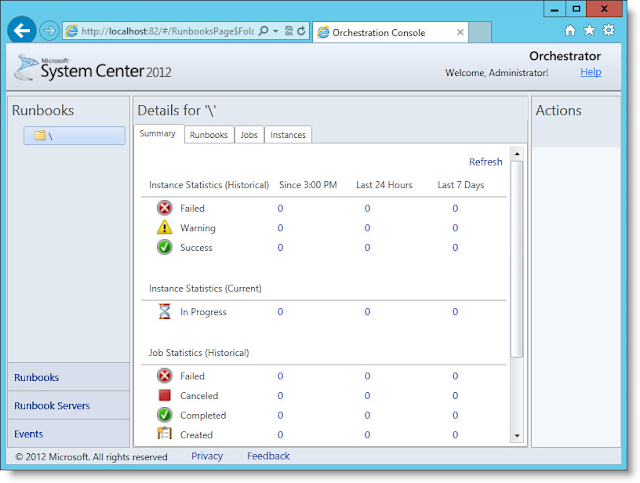 http://localhost:82/#/RunbooksPage$Fold
Orchestration Console
Microsoft
System Center 2012
Orchestrator
Welcome, Administrator!
Help
Runbooks
\
Details for '\'
Summary Runbooks Jobs Instances
Refresh
Instance Statistics (Historical) Since 3:00 PM Last 24 Hours Last 7 Days
Failed 0 0 0
Warning 0 0 0
Success 0 0 0
Instance Statistics (Current)
In Progress 0 0 0
Job Statistics (Historical)
Failed 0 0 0
Canceled 0 0 0
Completed 0 0 0
Created 0 0 0
Actions
Runbooks
Runbook Servers
Events
© 2012 Microsoft. All rights reserved Privacy Feedback